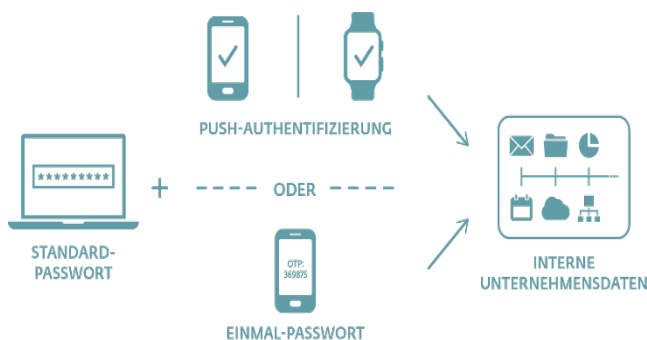 PUSH-AUTHENTIFIZIERUNG
*********
+
ODER
STANDARD-
PASSWORT
OTP:
369875
EINMAL-PASSWORT
INTERNE
UNTERNEHMENSDATEN